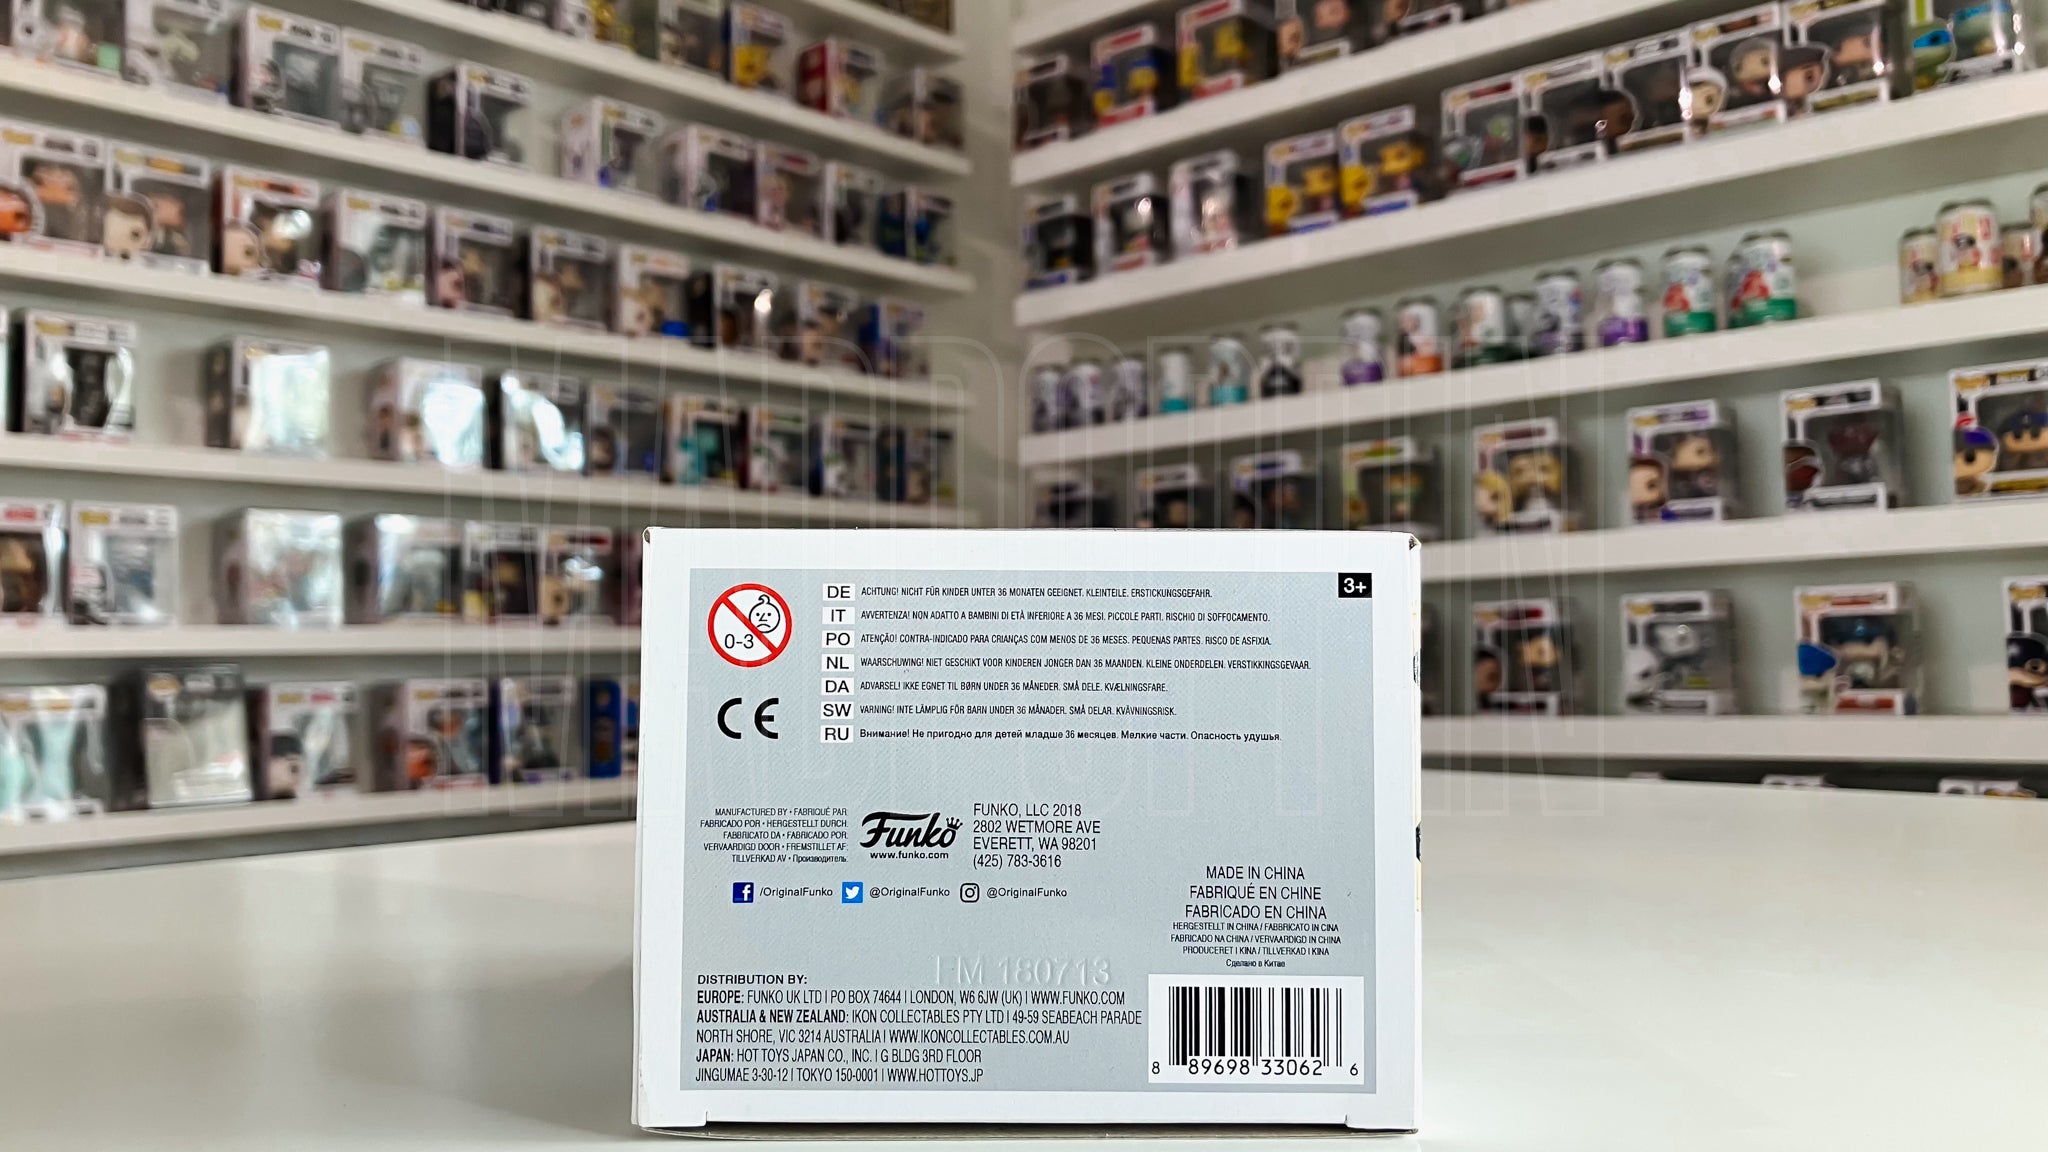 3+
0-3
DE ACHTUNG! NICHT FÜR KINDER UNTER 36 MONATEN GEEIGNET. KLEINTEILE. ERSTICKUNGSGEFAHR.
IT AVVERTENZA! NON ADATTO A BAMBINI DI ETÀ INFERIORE A 36 MESI. PICCOLE PARTI. RISCHIO DI SOFFOCAMENTO.
PO ATENÇÃO! CONTRA-INDICADO PARA CRIANÇAS COM MENOS DE 36 MESES. PEQUENAS PARTES. RISCO DE ASFIXIA.
NL WAARSCHUWING! NIET GESCHIKT VOOR KINDEREN JONGER DAN 36 MAANDEN. KLEINE ONDERDELEN. VERSTIKKINGSGEVAAR.
DA ADVARSEL! IKKE EGNET TIL BØRN UNDER 36 MÅNEDER. SMÅ DELE. KVÆLNINGSFARE.
SW VARNING! INTE LÄMPLIG FÖR BARN UNDER 36 MÅNADER. SMÅ DELAR. KVÄVNINGSRISK.
RU Внимание! Не пригодно для детей младше 36 месяцев. Мелкие части. Опасность удушья.
CE
MANUFACTURED BY • FABRIQUÉ PAR
FABRICADO POR • HERGESTELLT DURCH:
FABBRICATO DA • FABRICADO POR:
VERVAARDIGD DOOR • FREMSTILLET AF:
TILLVERKAD AV • Производитель:
Funko
www.funko.com
FUNKO, LLC 2018
2802 WETMORE AVE
EVERETT, WA 98201
(425) 783-3616
/OriginalFunko @OriginalFunko @OriginalFunko
MADE IN CHINA
FABRIQUÉ EN CHINE
FABRICADO EN CHINA
HERGESTELLT IN CHINA / FABBRICATO IN CINA
FABRICADO NA CHINA / VERVAARDIGD IN CHINA
PRODUCERET I KINA / TILLVERKAD I KINA
Сделано в Китае
FM 180713
DISTRIBUTION BY:
EUROPE: FUNKO UK LTD | PO BOX 74644 | LONDON, W6 6JW (UK) | WWW.FUNKO.COM
AUSTRALIA & NEW ZEALAND: IKON COLLECTABLES PTY LTD | 49-59 SEABEACH PARADE
NORTH SHORE, VIC 3214 AUSTRALIA | WWW.IKONCOLLECTABLES.COM.AU
JAPAN: HOT TOYS JAPAN CO., INC. | G BLDG 3RD FLOOR
JINGUMAE 3-30-12 | TOKYO 150-0001 | WWW.HOTTOYS.JP
8 89698 33062 6